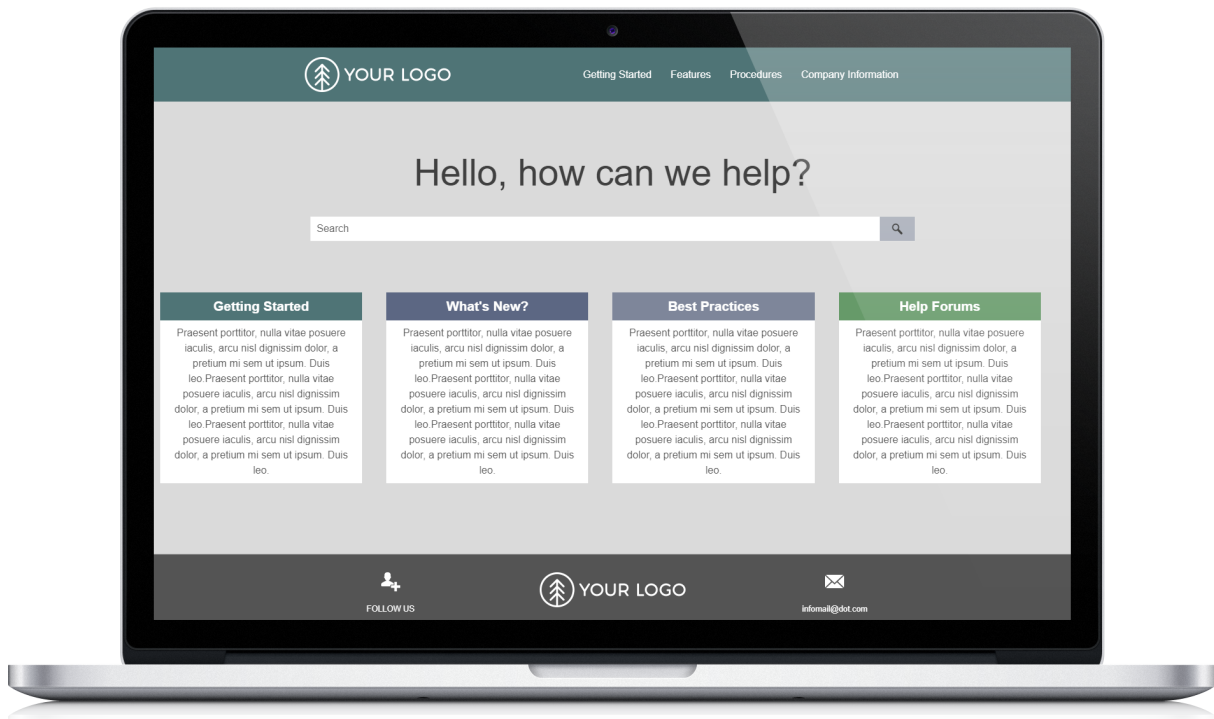 YOUR LOGO
Getting Started Features Procedures Company Information
Hello, how can we help?
Search
Getting Started
Praesent porttitor, nulla vitae posuere
iaculis, arcu nisl dignissim dolor, a
pretium mi sem ut ipsum. Duis
leo.Praesent porttitor, nulla vitae
posuere iaculis, arcu nisl dignissim
dolor, a pretium mi sem ut ipsum. Duis
leo.Praesent porttitor, nulla vitae
posuere iaculis, arcu nisl dignissim
dolor, a pretium mi sem ut ipsum. Duis
leo.
What's New?
Praesent porttitor, nulla vitae posuere
iaculis, arcu nisl dignissim dolor, a
pretium mi sem ut ipsum. Duis
leo.Praesent porttitor, nulla vitae
posuere iaculis, arcu nisl dignissim
dolor, a pretium mi sem ut ipsum. Duis
leo.Praesent porttitor, nulla vitae
posuere iaculis, arcu nisl dignissim
dolor, a pretium mi sem ut ipsum. Duis
leo.
Best Practices
Praesent porttitor, nulla vitae posuere
iaculis, arcu nisl dignissim dolor, a
pretium mi sem ut ipsum. Duis
leo.Praesent porttitor, nulla vitae
posuere iaculis, arcu nisl dignissim
dolor, a pretium mi sem ut ipsum. Duis
leo.Praesent porttitor, nulla vitae
posuere iaculis, arcu nisl dignissim
dolor, a pretium mi sem ut ipsum. Duis
leo.
Help Forums
Praesent porttitor, nulla vitae posuere
iaculis, arcu nisl dignissim dolor, a
pretium mi sem ut ipsum. Duis
leo.Praesent porttitor, nulla vitae
posuere iaculis, arcu nisl dignissim
dolor, a pretium mi sem ut ipsum. Duis
leo.Praesent porttitor, nulla vitae
posuere iaculis, arcu nisl dignissim
dolor, a pretium mi sem ut ipsum. Duis
leo.
FOLLOW US
YOUR LOGO
infomail@dot.com